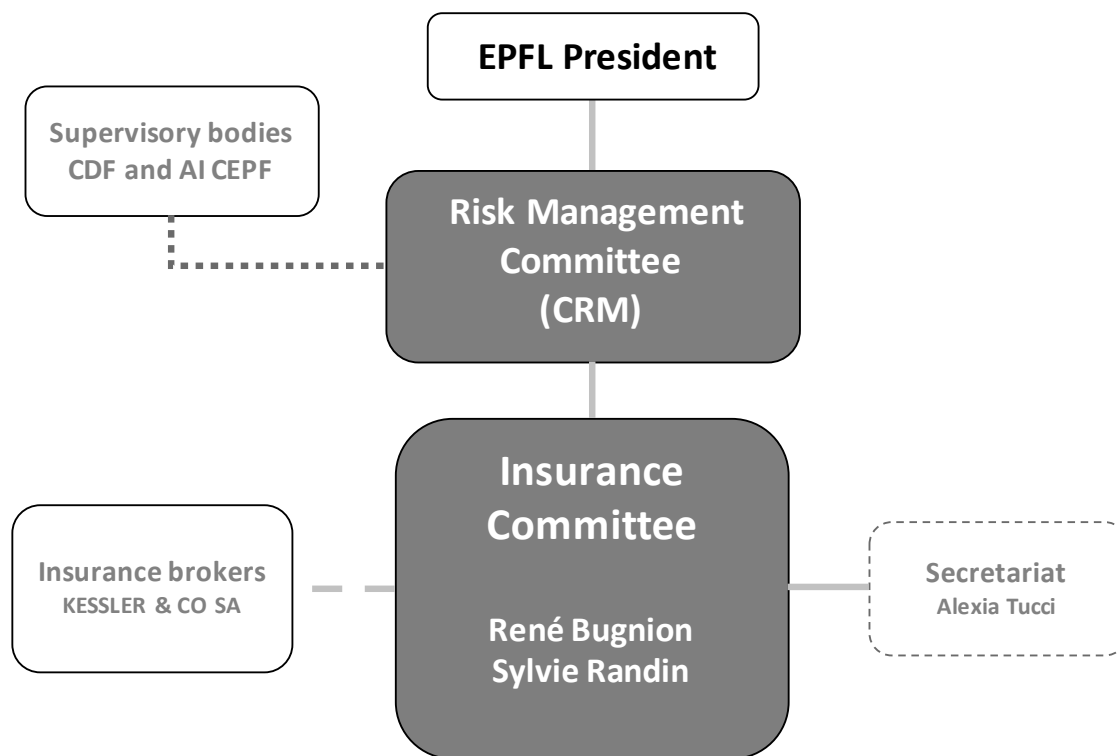 EPFL President
Supervisory bodies
CDF and AI CEPF
Risk Management
Committee
(CRM)
Insurance
Committee
René Bugnion
Sylvie Randin
Insurance brokers
KESSLER & CO SA
Secretariat
Alexia Tucci